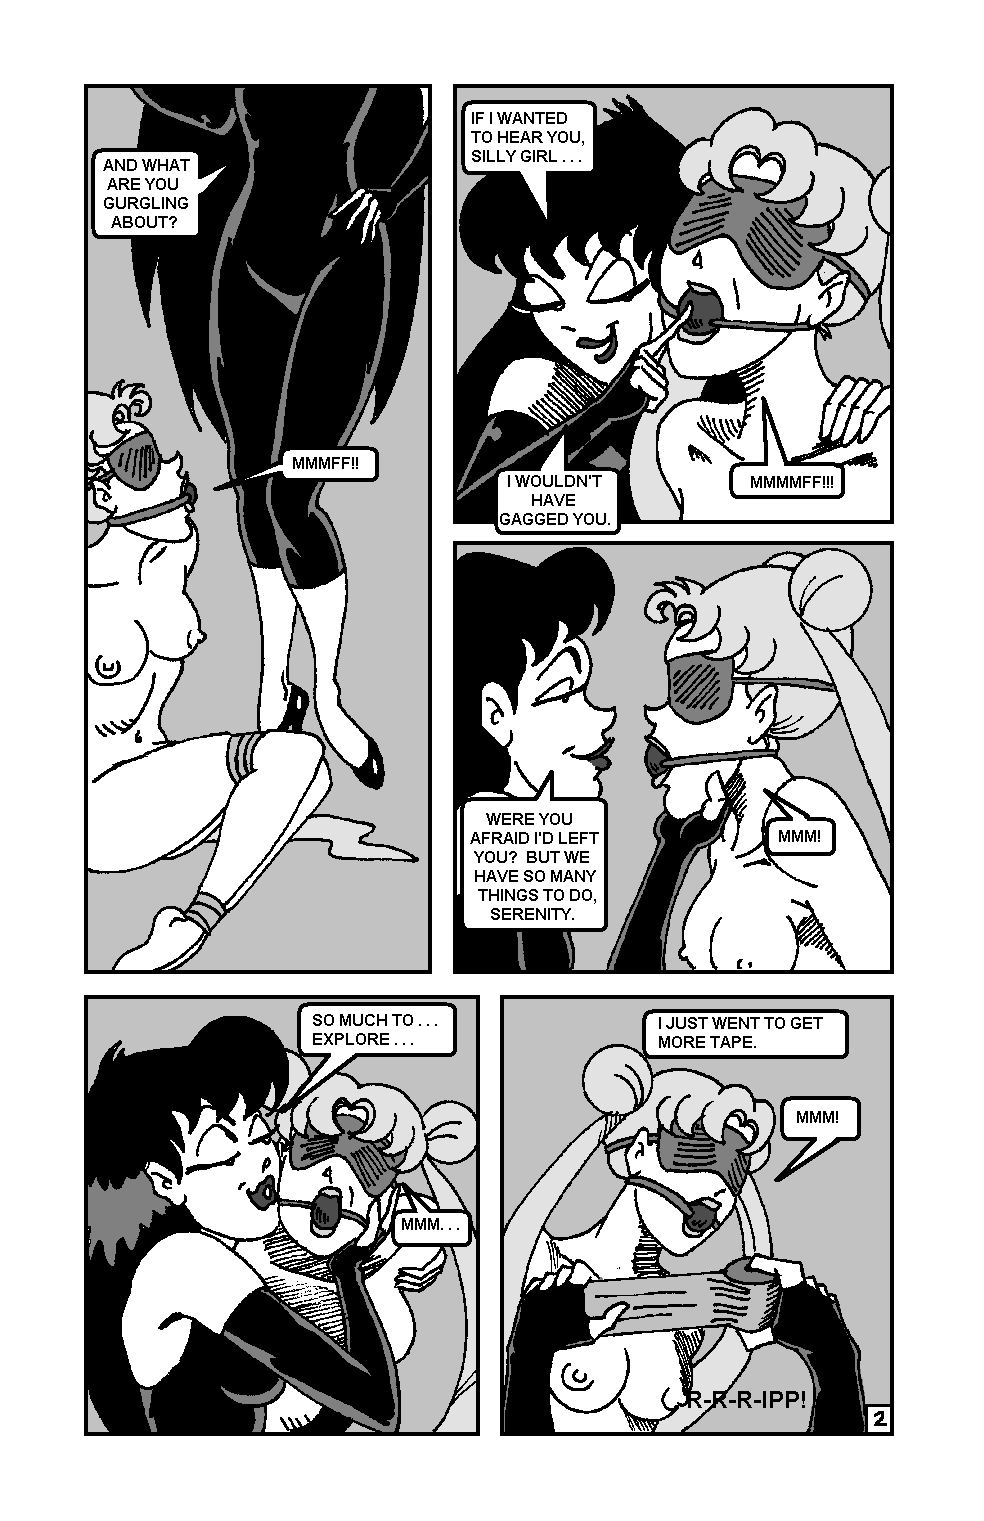 AND WHAT
ARE YOU
GURGLING
ABOUT?
MMMFF!!
IF I WANTED
TO HEAR YOU,
SILLY GIRL . . .
I WOULDN'T
HAVE
GAGGED YOU.
MMMMFF!!!
WERE YOU
AFRAID I'D LEFT
YOU? BUT WE
HAVE SO MANY
THINGS TO DO,
SERENITY.
MMM!
SO MUCH TO . . .
EXPLORE . . .
MMM. . .
I JUST WENT TO GET
MORE TAPE.
MMM!
R-R-R-IPP!
2